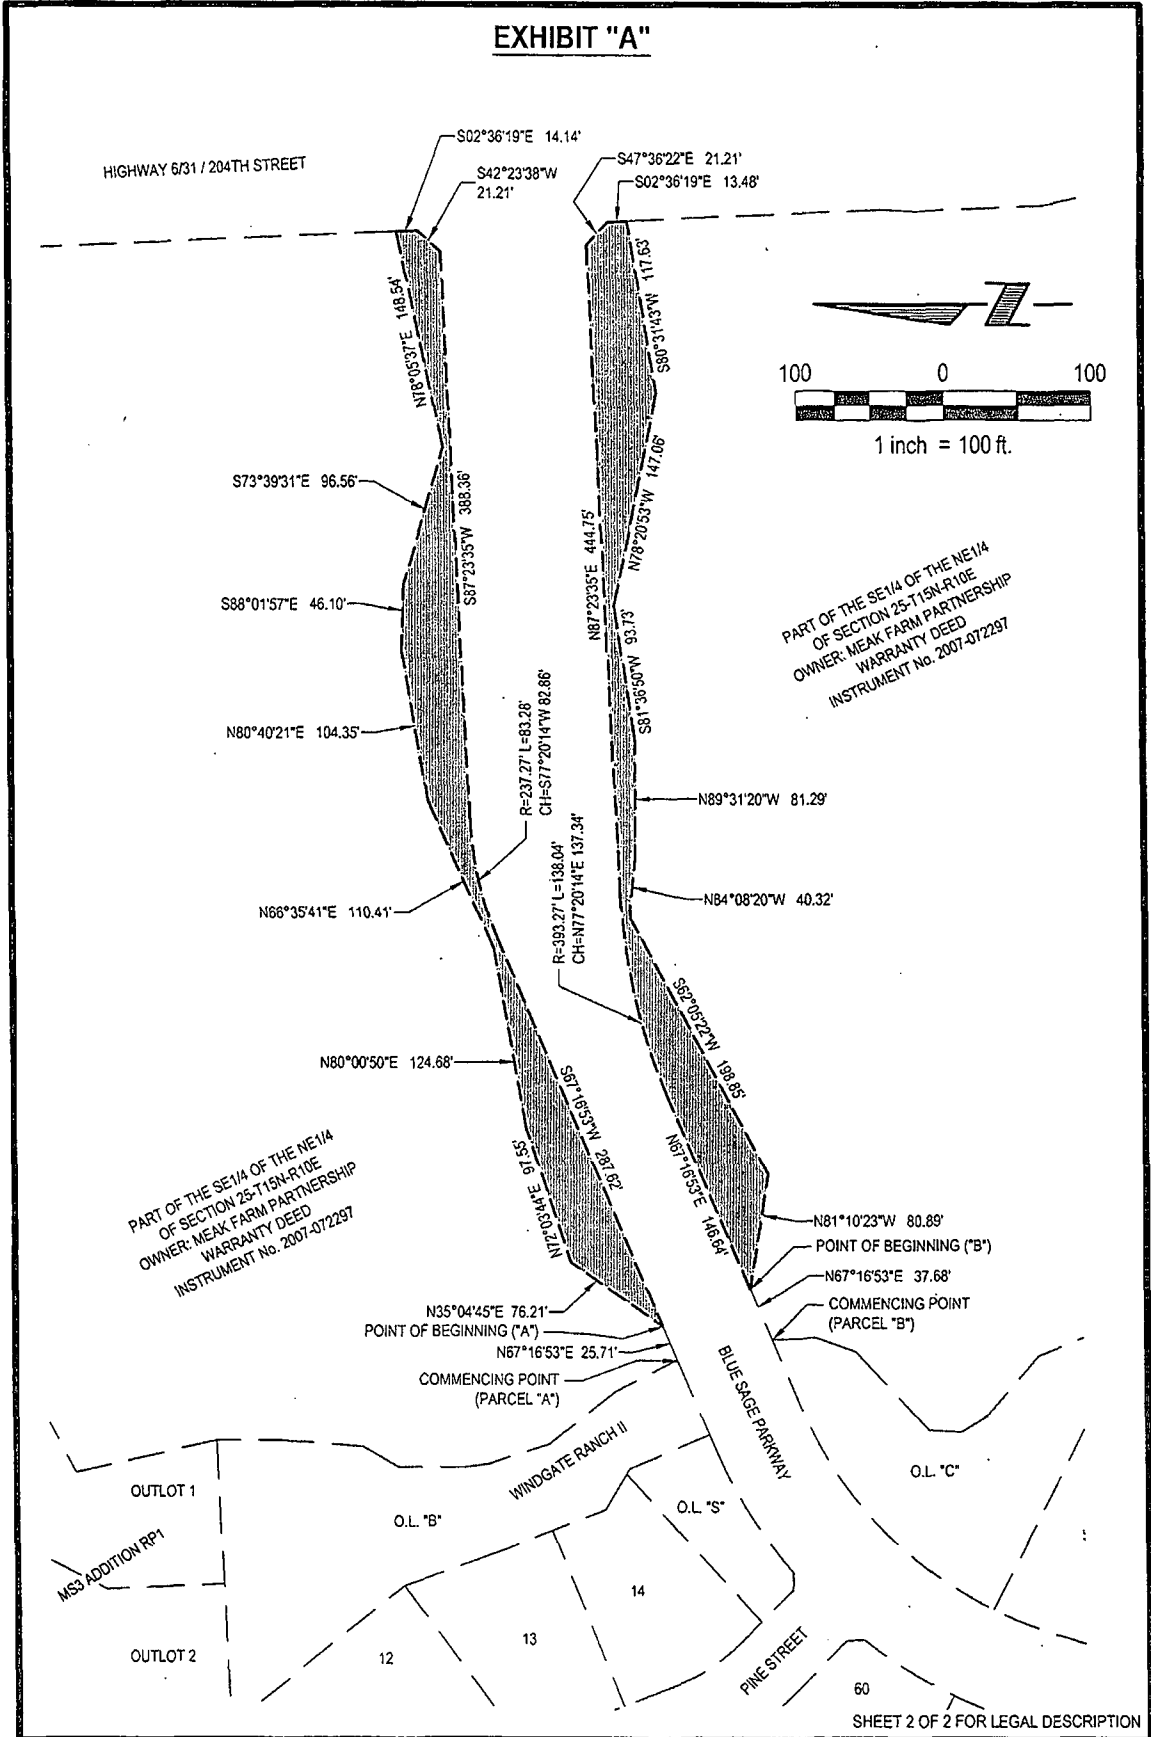 EXHIBIT "A"
HIGHWAY 6/31 / 204TH STREET
S02°36'19"E 14.14'
S42°23'38"W
21.21'
S47°36'22"E 21.21'
S02°36'19"E 13.48'
N78°05'37"E 148.54'
S80°31'43"W 117.63'
100 0 100
1 inch = 100 ft.
S73°39'31"E 96.56'
S87°23'35"W 388.36'
N87°23'35"E 444.75'
N78°20'53"W 147.06'
S88°01'57"E 46.10'
S81°36'50"W 93.73'
PART OF THE SE1/4 OF THE NE1/4
OF SECTION 25-T15N-R10E
OWNER: MEAK FARM PARTNERSHIP
WARRANTY DEED
INSTRUMENT No. 2007-072297
N80°40'21"E 104.35'
R=237.27' L=83.28'
CH=S77°20'14"W 82.86'
N89°31'20"W 81.29'
R=393.27' L=138.04'
CH=N77°20'14"E 137.34'
N84°08'20"W 40.32'
N66°35'41"E 110.41'
S62°05'22"W 198.85'
N80°00'50"E 124.68'
S67°16'53"W 287.62'
N72°03'44"E 97.55'
N67°16'53"E 146.64'
PART OF THE SE1/4 OF THE NE1/4
OF SECTION 25-T15N-R10E
OWNER: MEAK FARM PARTNERSHIP
WARRANTY DEED
INSTRUMENT No. 2007-072297
N81°10'23"W 80.89'
POINT OF BEGINNING ("B")
N67°16'53"E 37.68'
COMMENCING POINT
(PARCEL "B")
N35°04'45"E 76.21'
POINT OF BEGINNING ("A")
N67°16'53"E 25.71'
COMMENCING POINT
(PARCEL "A")
BLUE SAGE PARKWAY
WINDGATE RANCH II
OUTLOT 1
O.L. "B"
O.L. "S"
O.L. "C"
MS3 ADDITION RP1
OUTLOT 2
12
13
14
PINE STREET
60
SHEET 2 OF 2 FOR LEGAL DESCRIPTION